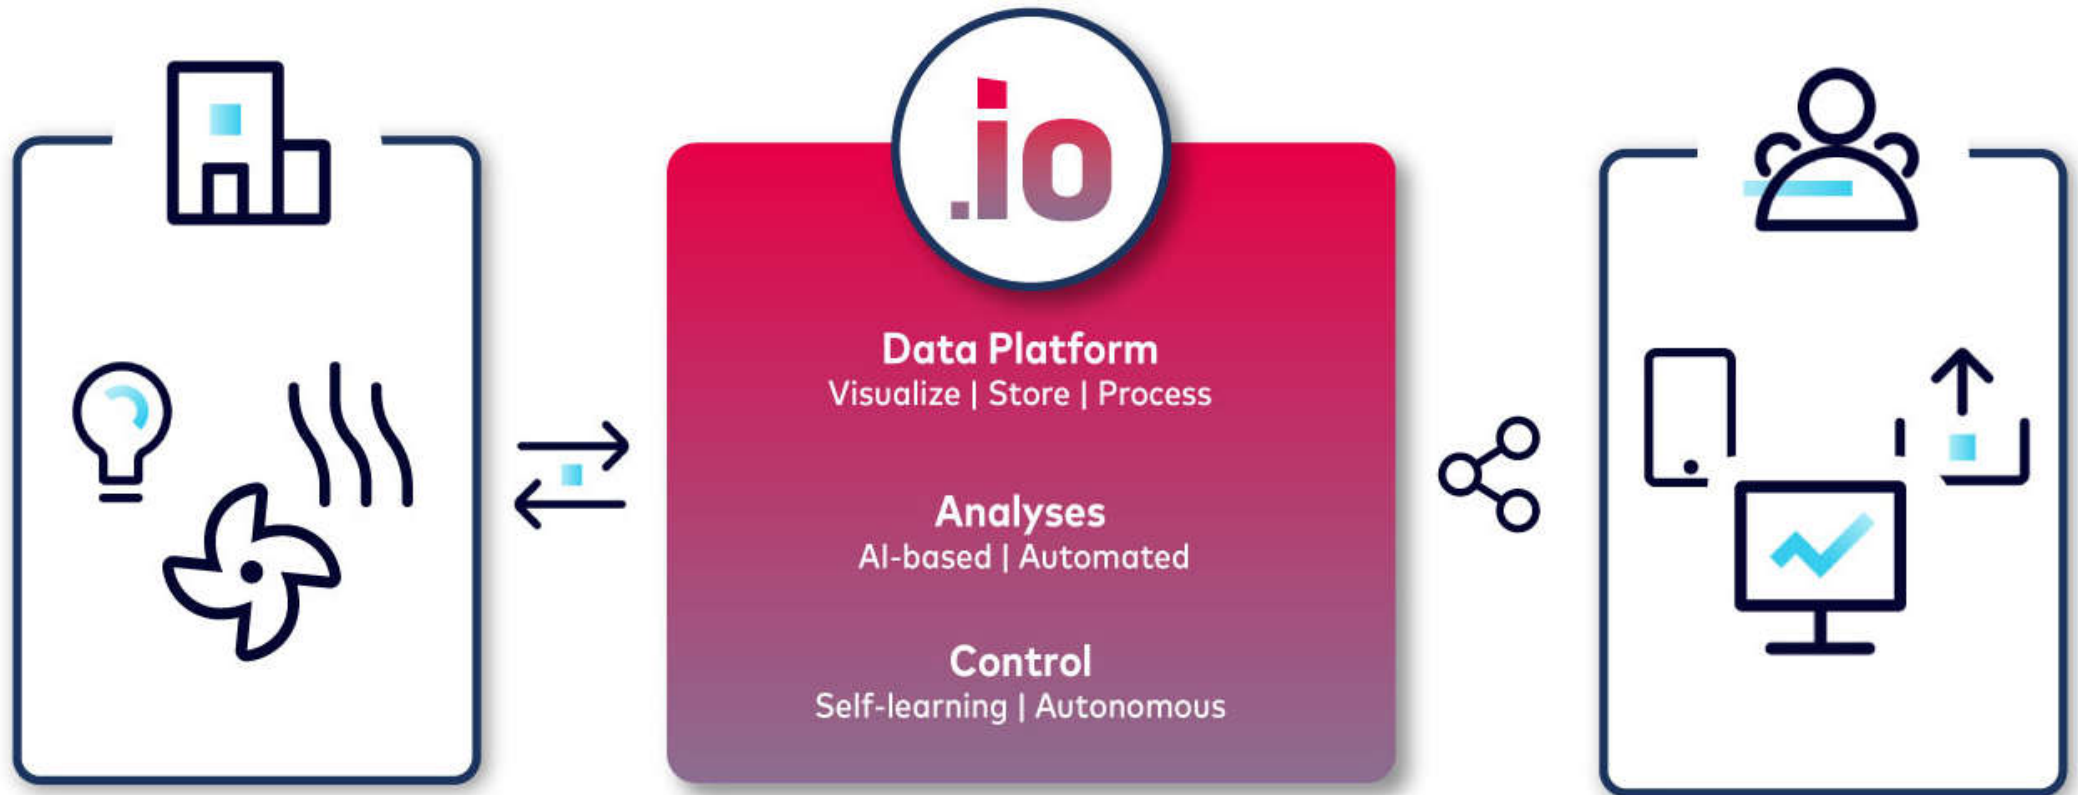 .io
Data Platform
Visualize | Store | Process
Analyses
AI-based | Automated
Control
Self-learning | Autonomous